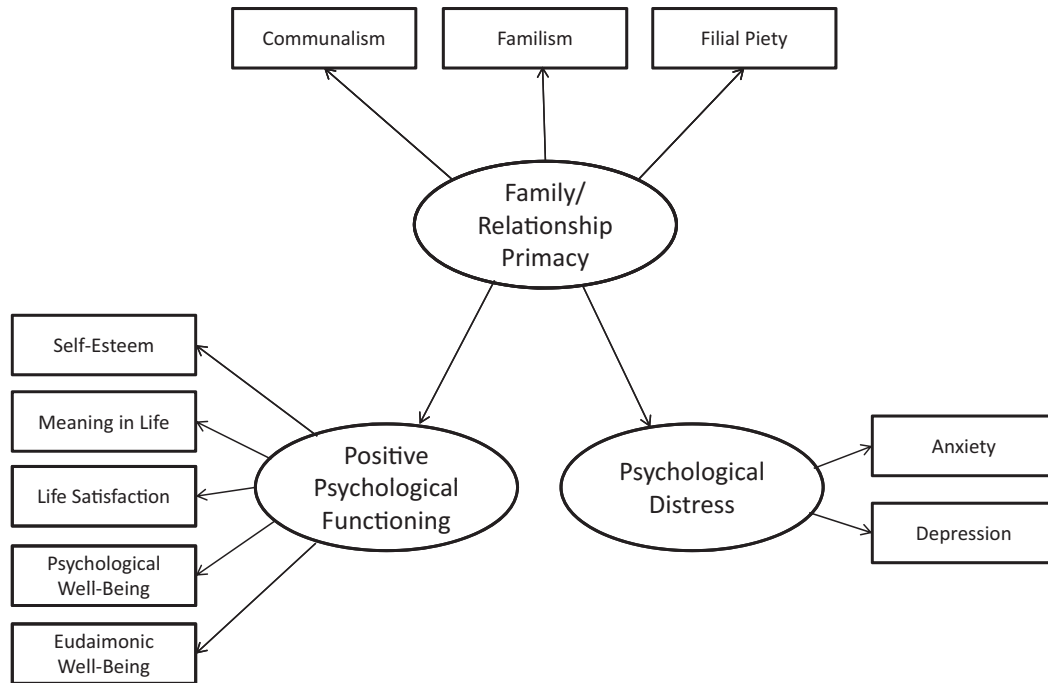 Communalism
Familism
Filial Piety
Family/
Relationship
Primacy
Self-Esteem
Meaning in Life
Life Satisfaction
Psychological
Well-Being
Eudaimonic
Well-Being
Positive
Psychological
Functioning
Psychological
Distress
Anxiety
Depression